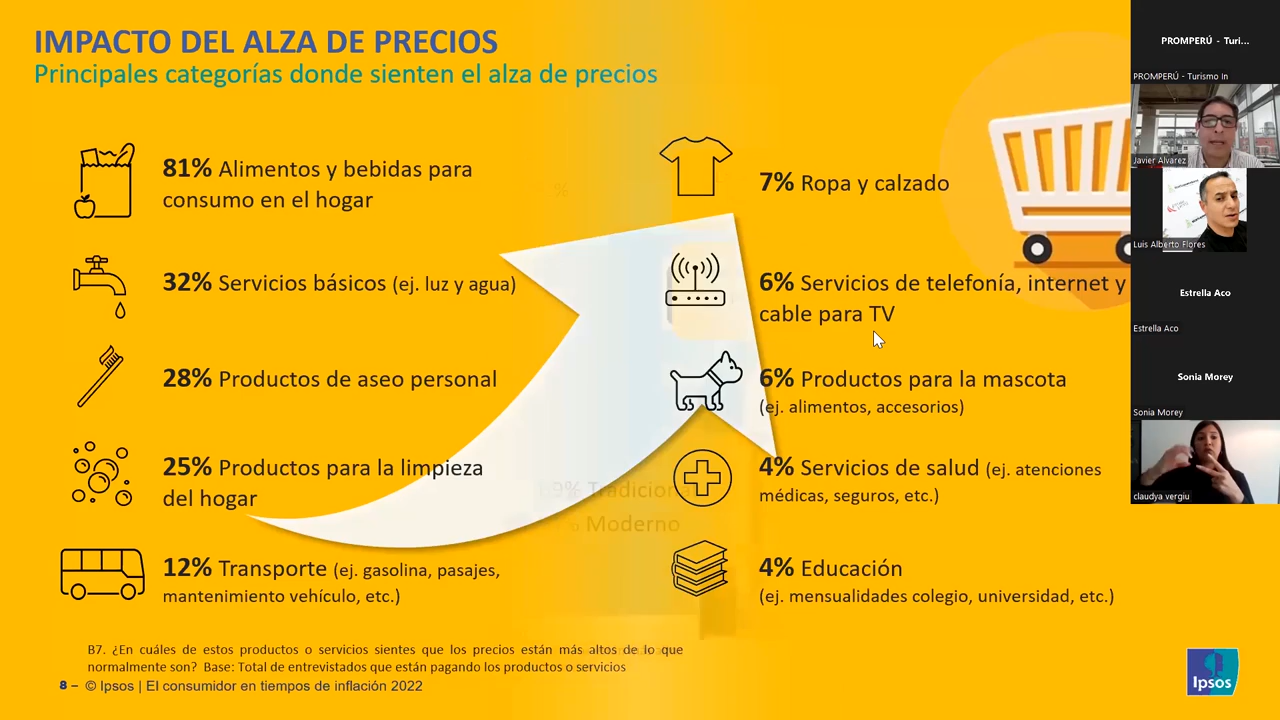 IMPACTO DEL ALZA DE PRECIOS
Principales categorías donde sienten el alza de precios
81% Alimentos y bebidas para
consumo en el hogar
32% Servicios básicos (ej. luz y agua)
28% Productos de aseo personal
25% Productos para la limpieza
del hogar
12% Transporte (ej. gasolina, pasajes,
mantenimiento vehículo, etc.)
%
Tradicional
o Moderno
7% Ropa y calzado
6% Servicios de telefonía, internet y
cable para TV
6% Productos para la mascota
(ej. alimentos, accesorios)
4% Servicios de salud (ej. atenciones
médicas, seguros, etc.)
4% Educación
(ej. mensualidades colegio, universidad, etc.)
B7. ¿En cuáles de estos productos o servicios sientes que los precios están más altos de lo que
normalmente son? Base: Total de entrevistados que están pagando los productos o servicios
8 – © Ipsos | El consumidor en tiempos de inflación 2022
Ipsos
PROMPERÚ - Turi...
PROMPERÚ - Turismo In
Javier Alvarez
Luis Alberto Flores
Estrella Aco
Estrella Aco
Sonia Morey
Sonia Morey
claudya vergiu